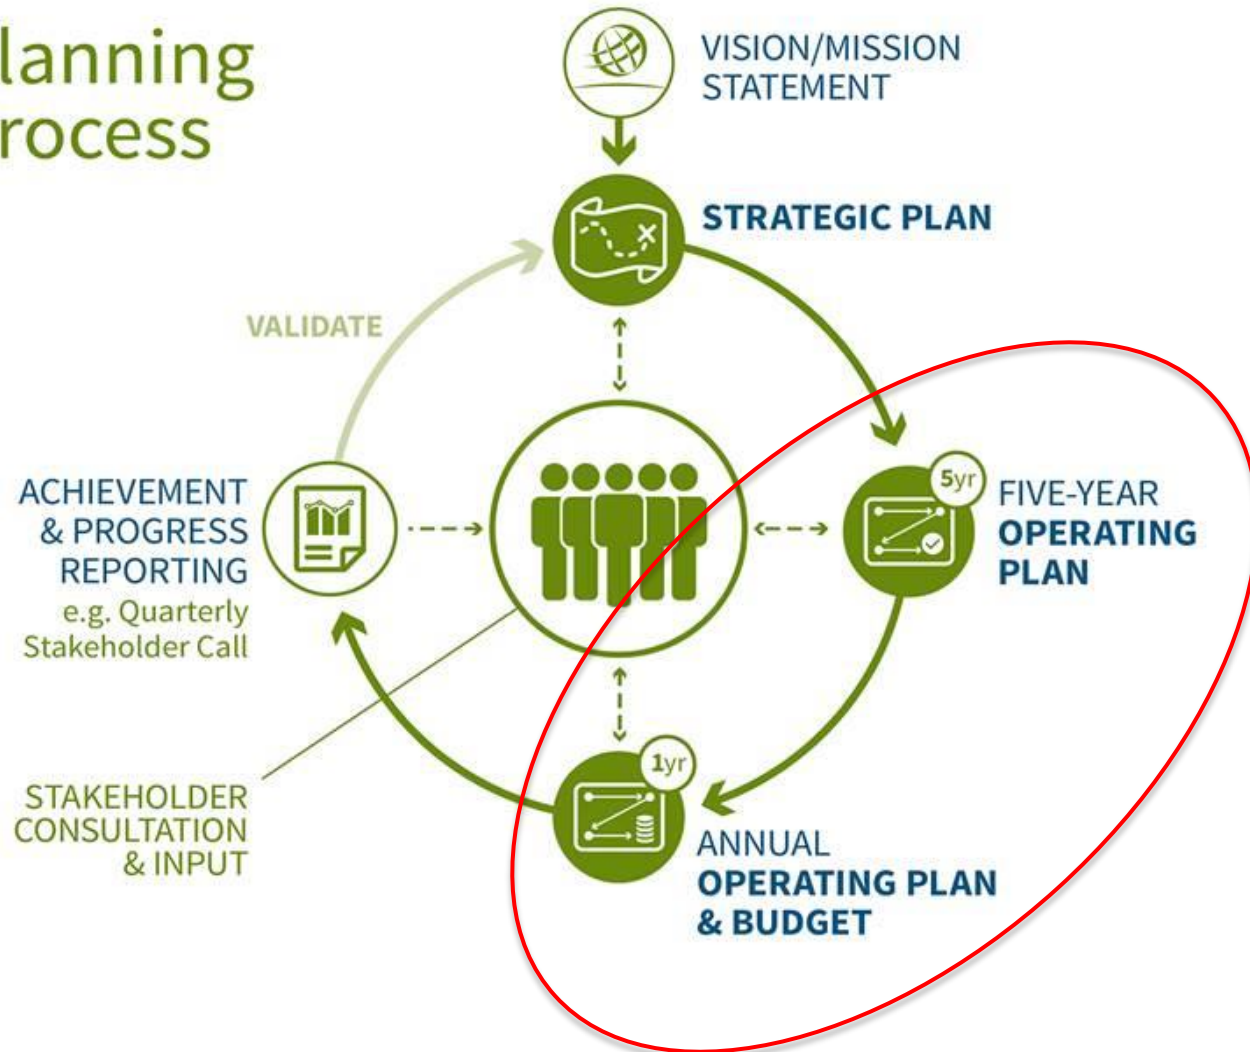 lanning
rocess
VISION/MISSION
STATEMENT
STRATEGIC PLAN
VALIDATE
5yr
FIVE-YEAR
OPERATING
PLAN
ACHIEVEMENT
& PROGRESS
REPORTING
e.g. Quarterly
Stakeholder Call
1yr
ANNUAL
OPERATING PLAN
& BUDGET
STAKEHOLDER
CONSULTATION
& INPUT